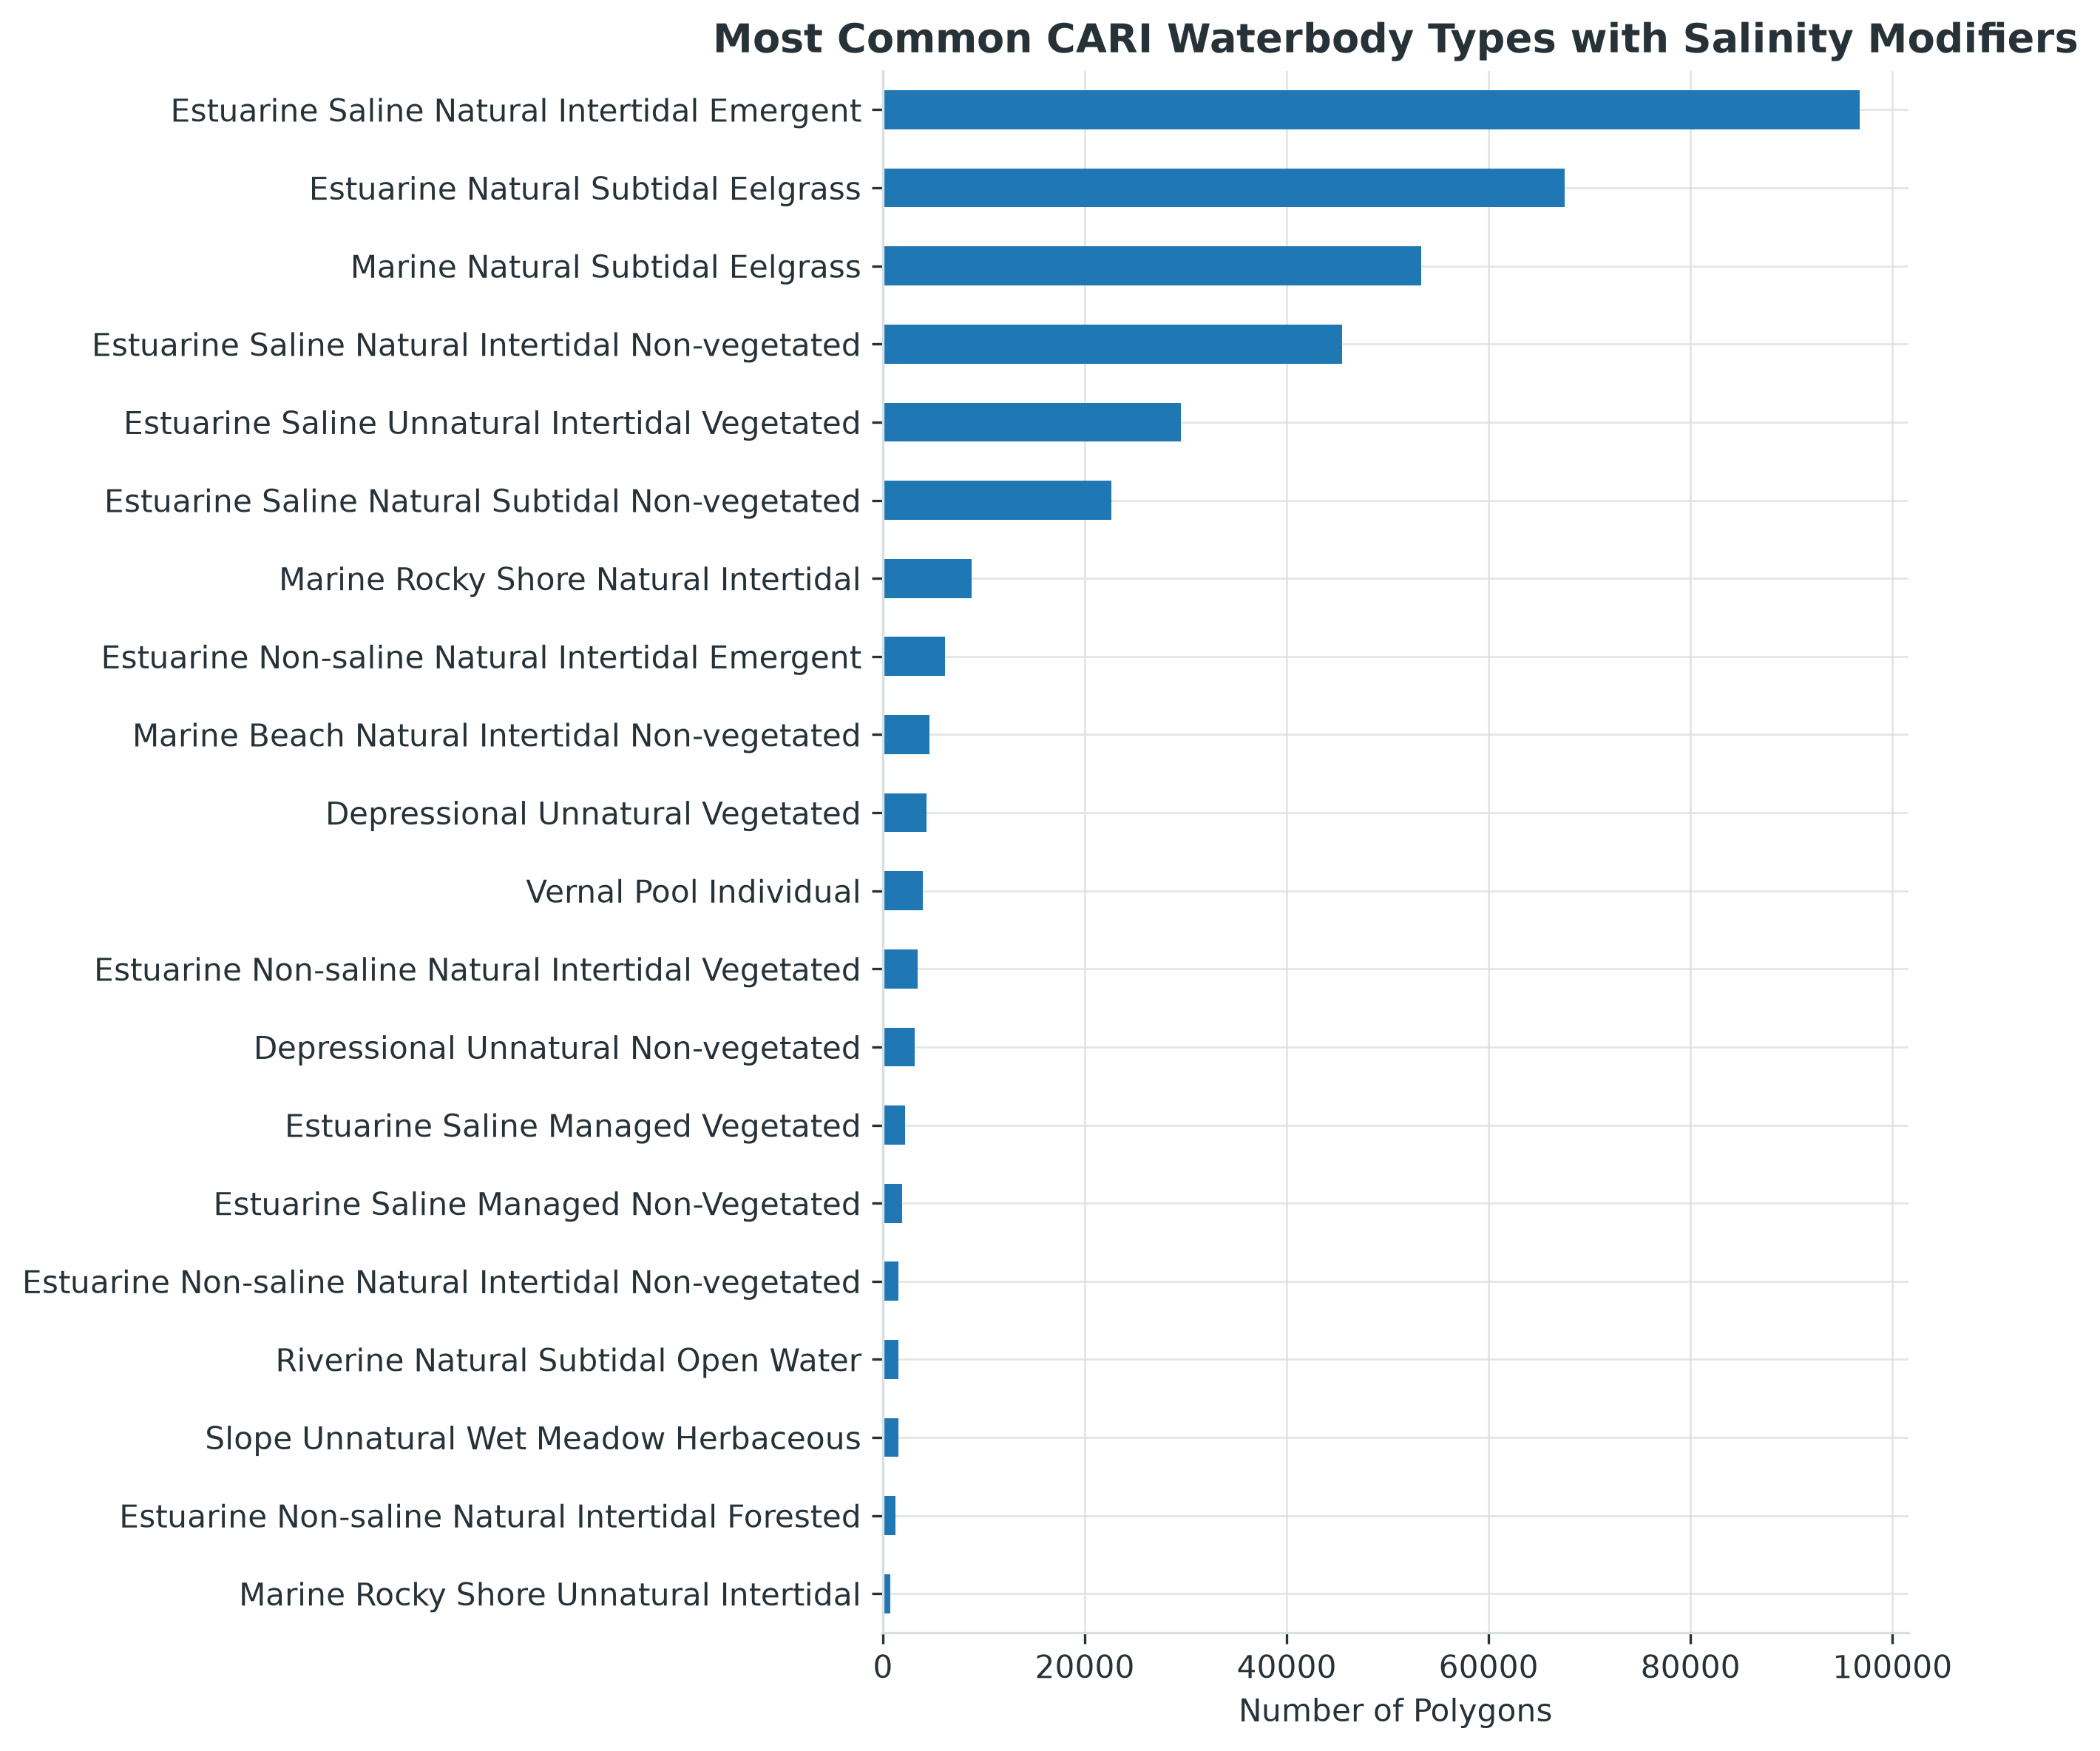 Most Common CARI Waterbody Types with Salinity Modifiers
Estuarine Saline Natural Intertidal Emergent
Estuarine Natural Subtidal Eelgrass
Marine Natural Subtidal Eelgrass
Estuarine Saline Natural Intertidal Non-vegetated
Estuarine Saline Unnatural Intertidal Vegetated
Estuarine Saline Natural Subtidal Non-vegetated
Marine Rocky Shore Natural Intertidal
Estuarine Non-saline Natural Intertidal Emergent
Marine Beach Natural Intertidal Non-vegetated
Depressional Unnatural Vegetated
Vernal Pool Individual
Estuarine Non-saline Natural Intertidal Vegetated
Depressional Unnatural Non-vegetated
Estuarine Saline Managed Vegetated
Estuarine Saline Managed Non-Vegetated
Estuarine Non-saline Natural Intertidal Non-vegetated
Riverine Natural Subtidal Open Water
Slope Unnatural Wet Meadow Herbaceous
Estuarine Non-saline Natural Intertidal Forested
Marine Rocky Shore Unnatural Intertidal
0 20000 40000 60000 80000 100000
Number of Polygons